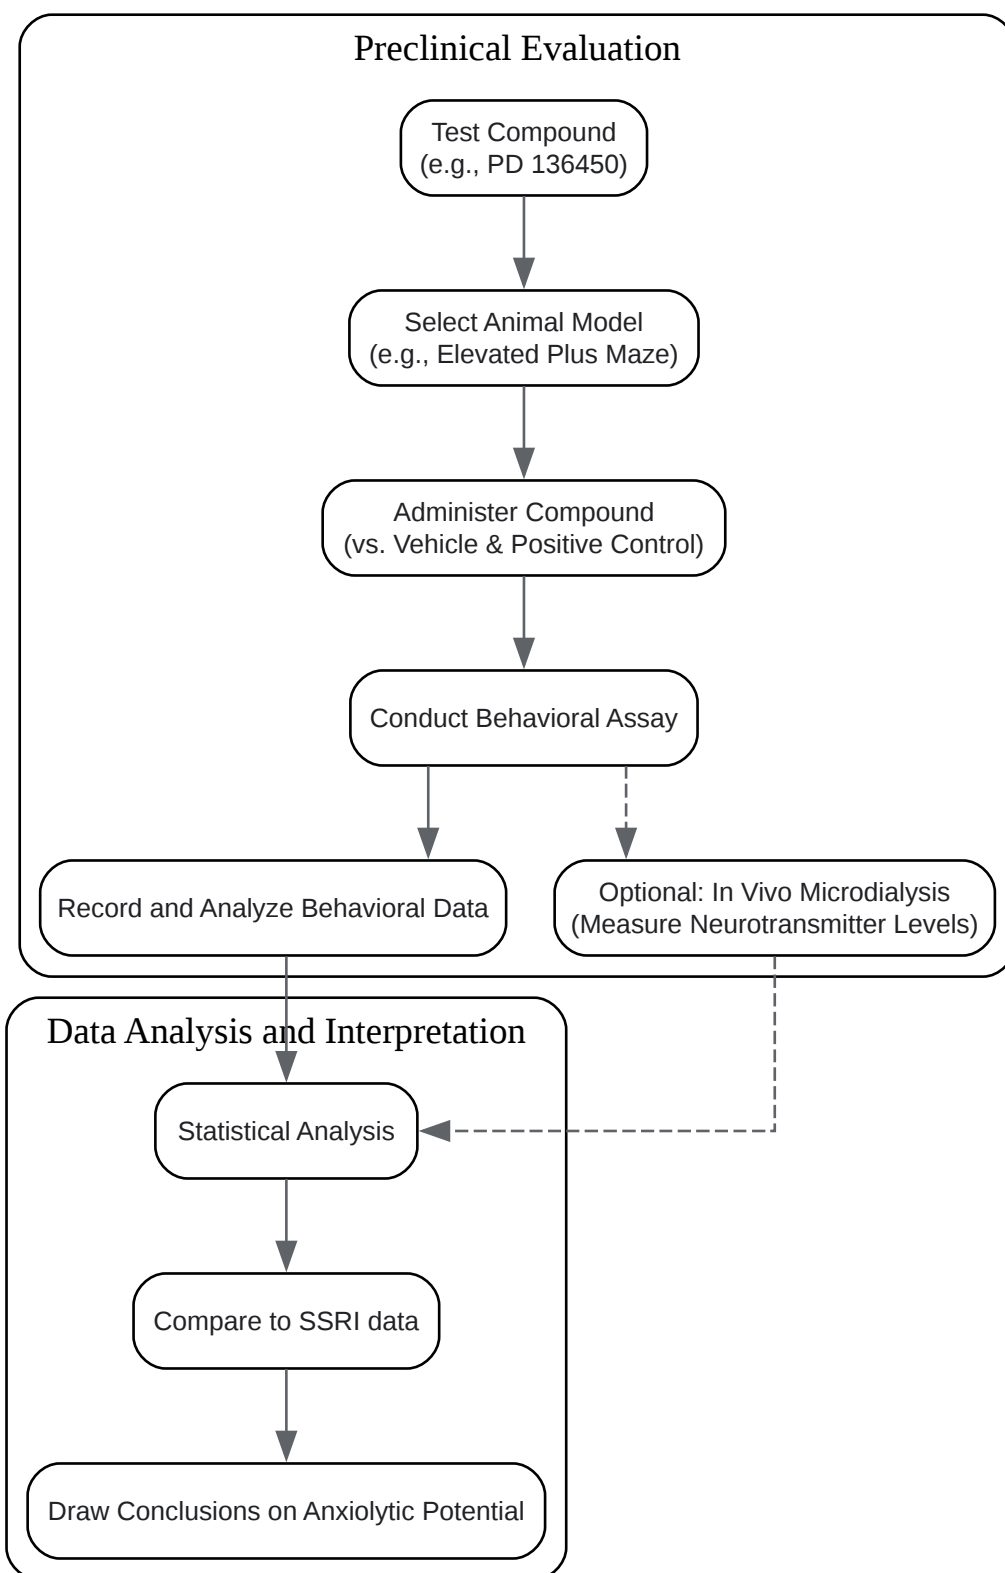 Preclinical Evaluation
Test Compound
(e.g., PD 136450)
Select Animal Model
(e.g., Elevated Plus Maze)
Administer Compound
(vs. Vehicle & Positive Control)
Conduct Behavioral Assay
Record and Analyze Behavioral Data
Optional: In Vivo Microdialysis
(Measure Neurotransmitter Levels)
Data Analysis and Interpretation
Statistical Analysis
Compare to SSRI data
Draw Conclusions on Anxiolytic Potential